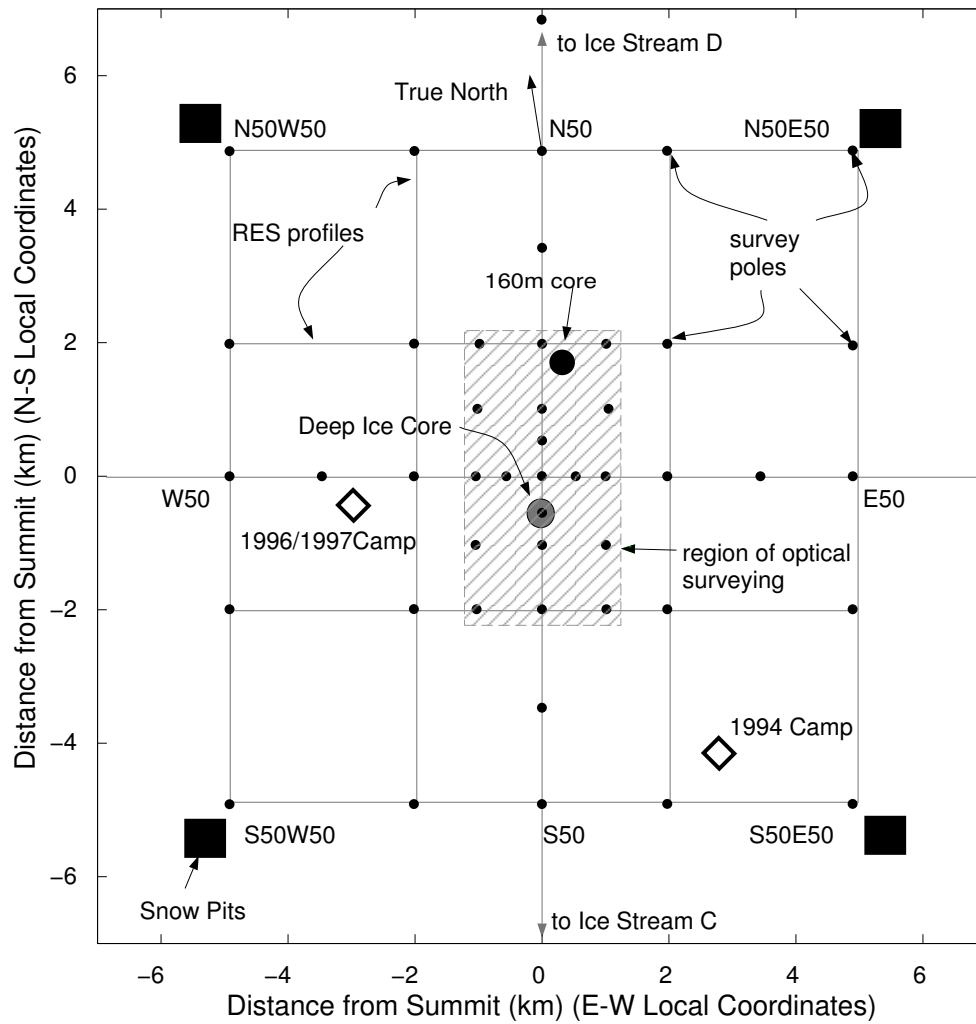 to Ice Stream D
6
True North
N50W50
N50
N50E50
4
RES profiles
survey
poles
160m core
2
Deep Ice Core
0
W50
E50
1996/1997Camp
region of optical
surveying
−2
1994 Camp
−4
S50W50
S50
S50E50
−6
Snow Pits
to Ice Stream C
−6 −4 −2 0 2 4 6
Distance from Summit (km) (E-W Local Coordinates)
Distance from Summit (km) (N-S Local Coordinates)